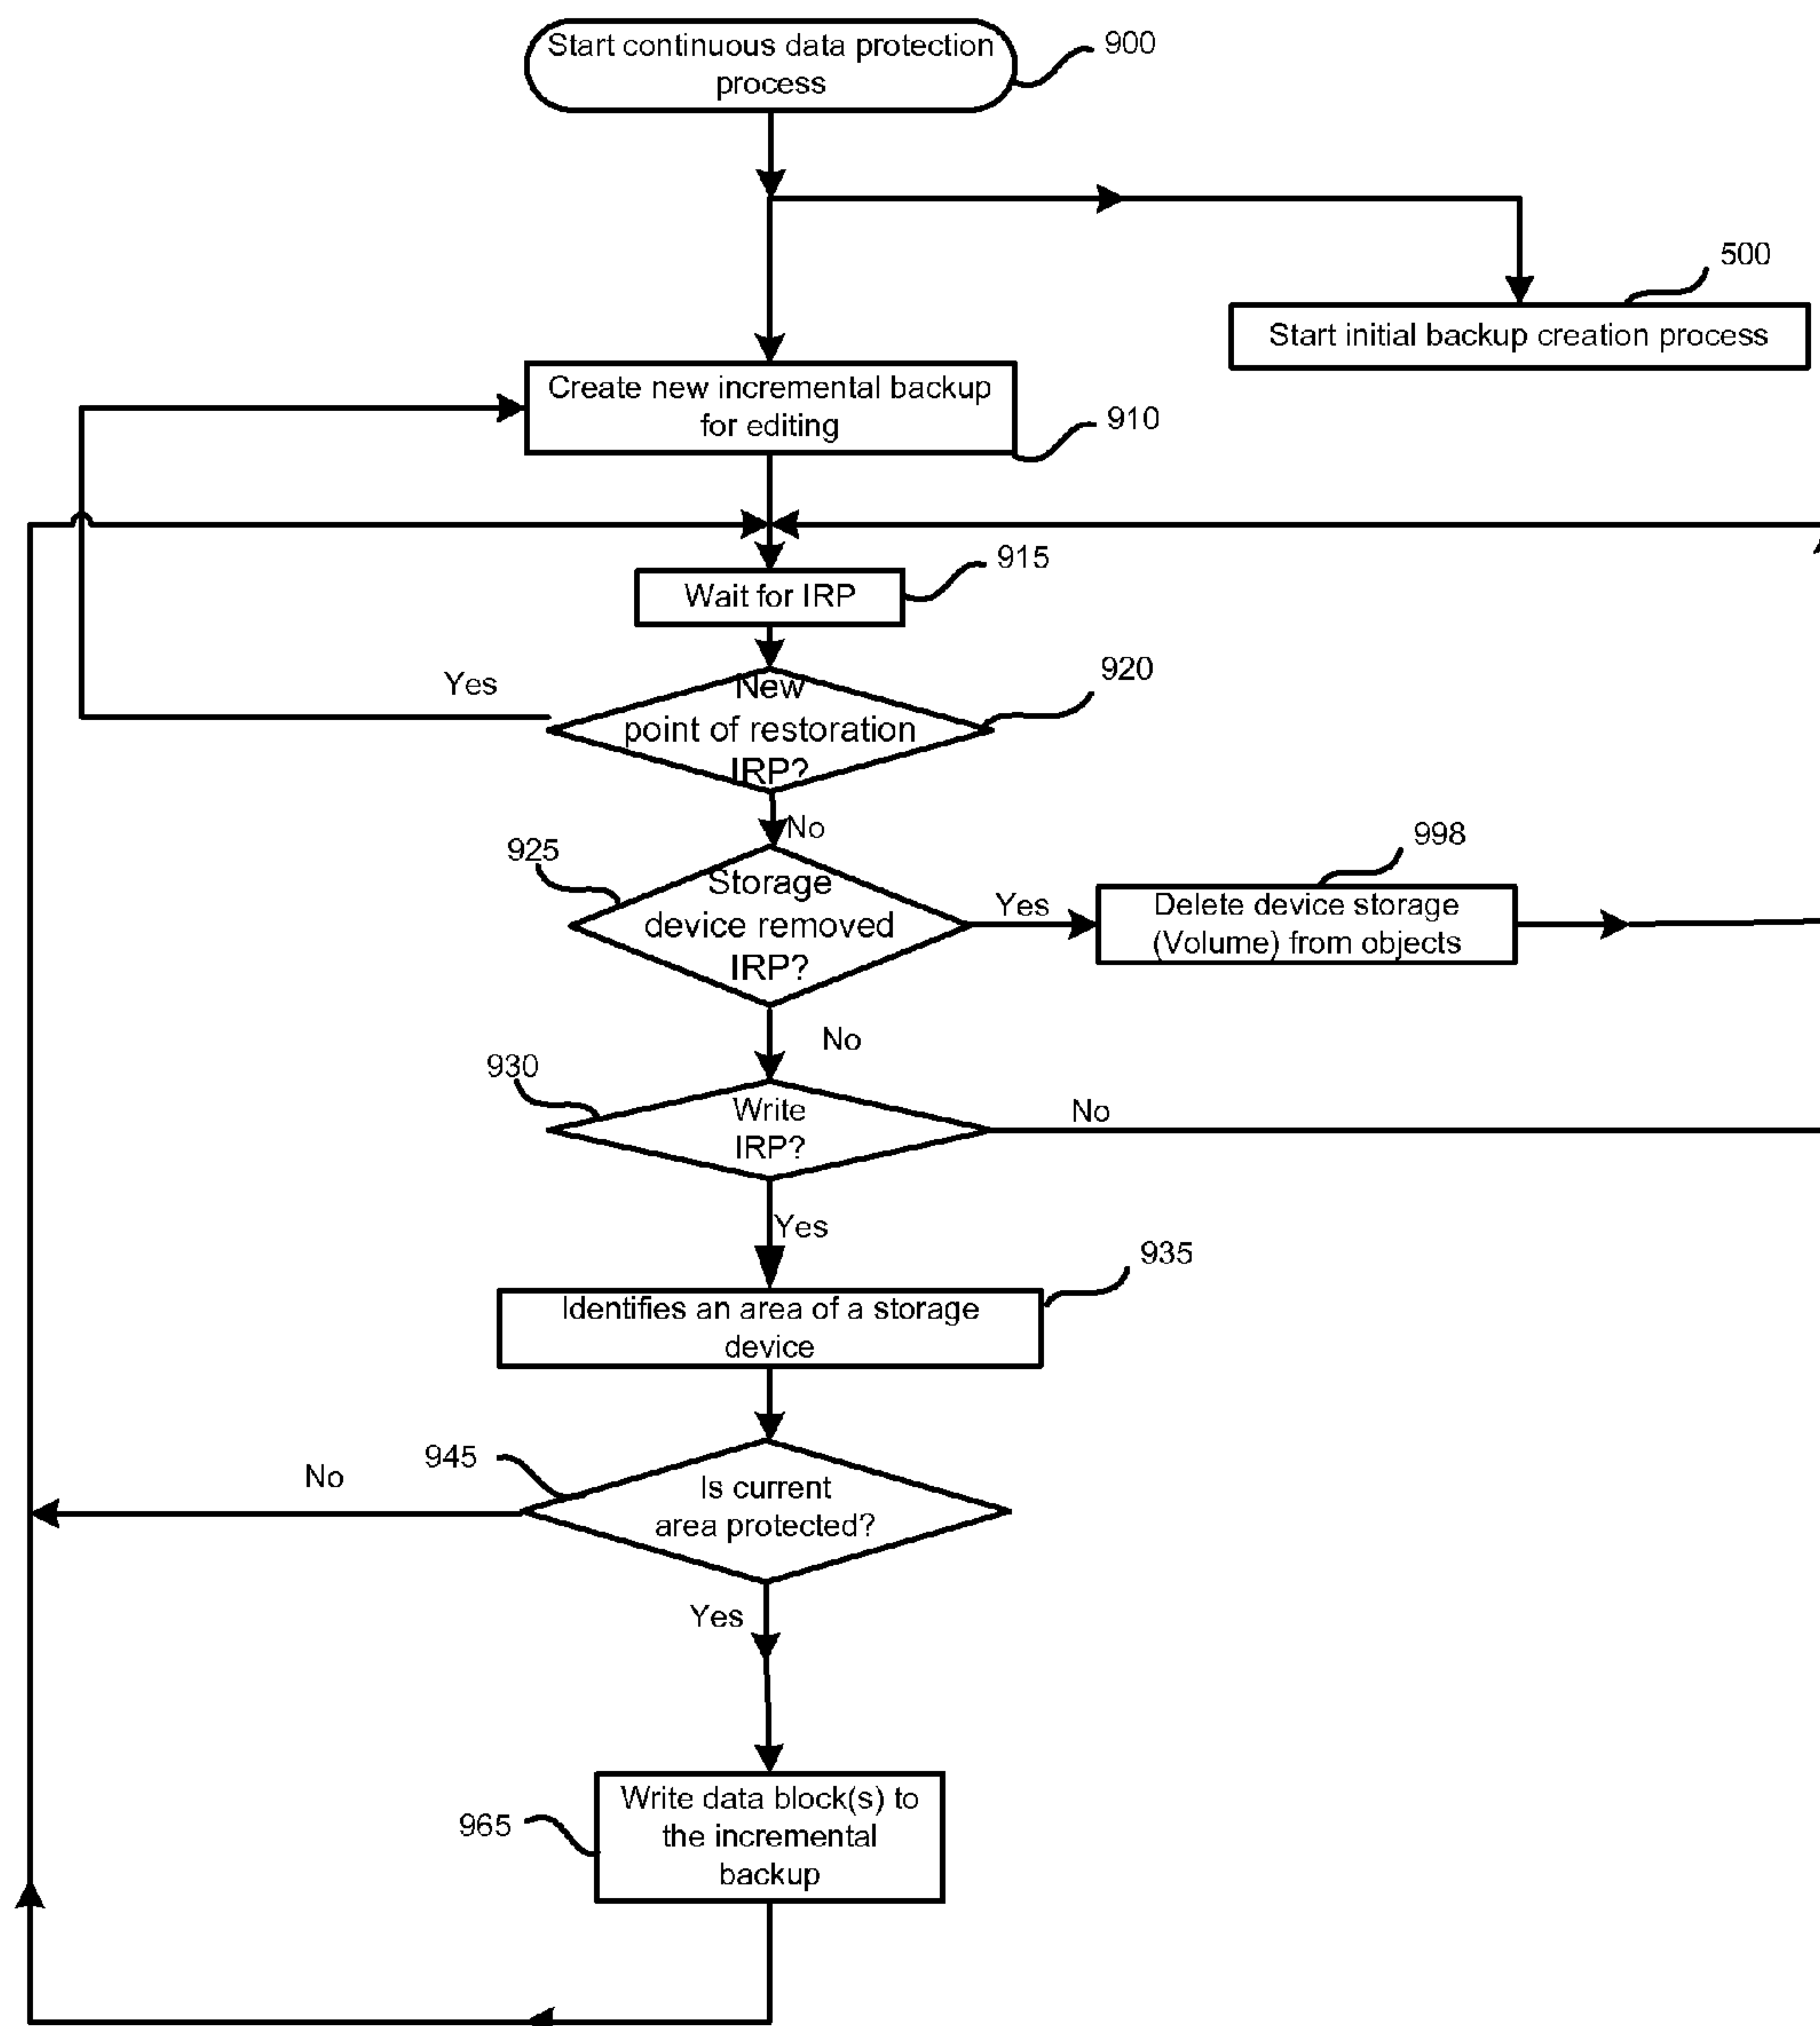 Start continuous data protection
process
900
500
Start initial backup creation process
Create new incremental backup
for editing
910
915
Wait for IRP
920
Yes
New
point of restoration
IRP?
No
925
998
Storage
device removed
IRP?
Yes
Delete device storage
(Volume) from objects
No
930
Write
IRP?
No
Yes
935
Identifies an area of a storage
device
945
No
Is current
area protected?
Yes
965
Write data block(s) to
the incremental
backup